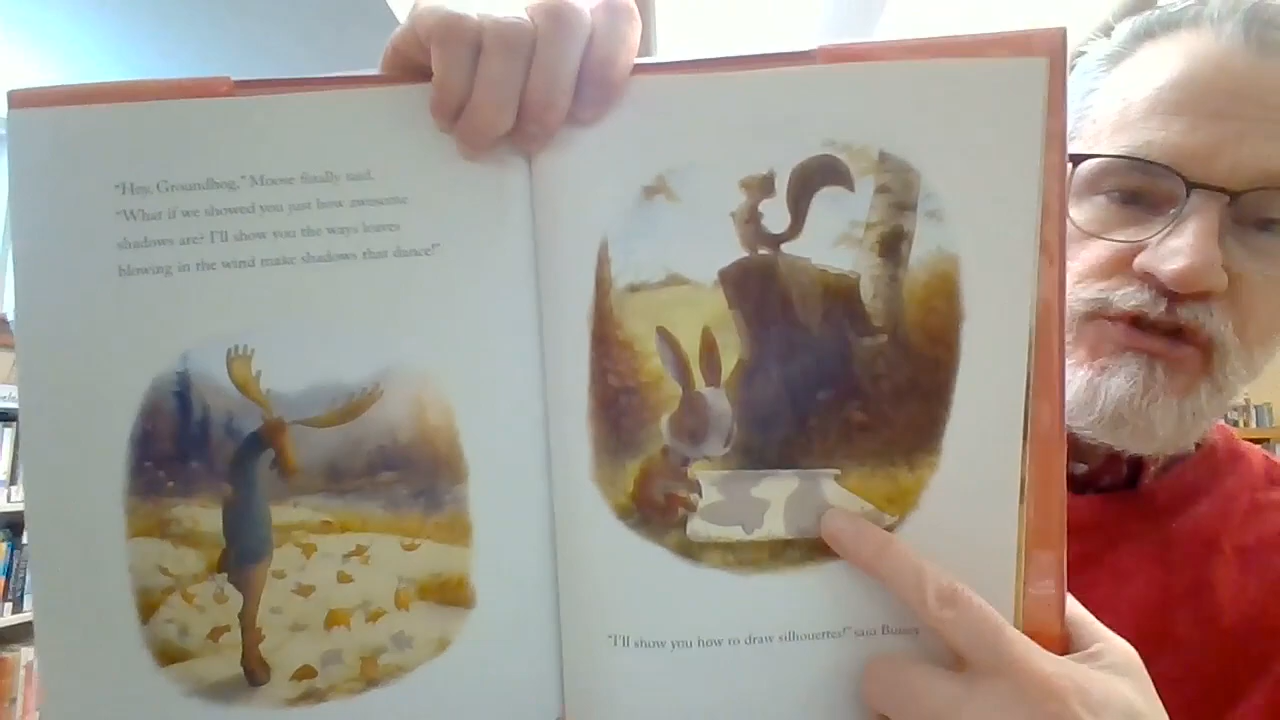 "Hey, Groundhog," Moose finally said.
"What if we showed you just how awesome
shadows are? I'll show you the ways leaves
blowing in the wind make shadows that dance!"
"I'll show you how to draw silhouettes!" said Bunny.